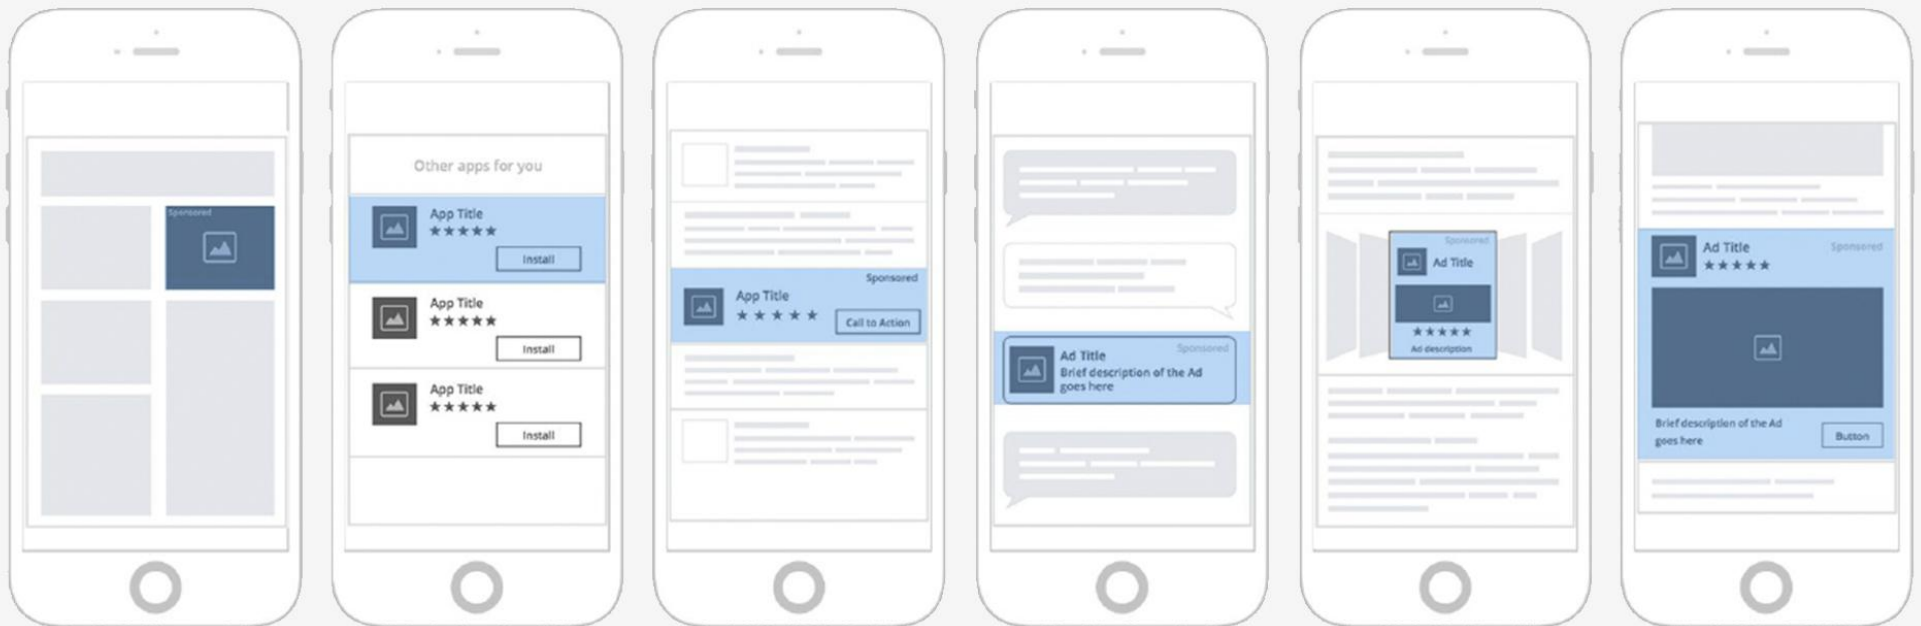 Sponsored
Other apps for you
App Title
★★★★★
Install
App Title
★★★★★
Install
App Title
★★★★★
Install
Sponsored
App Title
★★★★★
Call to Action
Ad Title
Sponsored
Brief description of the Ad
goes here
Sponsored
Ad Title
★★★★★
Ad description
Ad Title
Sponsored
★★★★★
Brief description of the Ad
goes here
Button